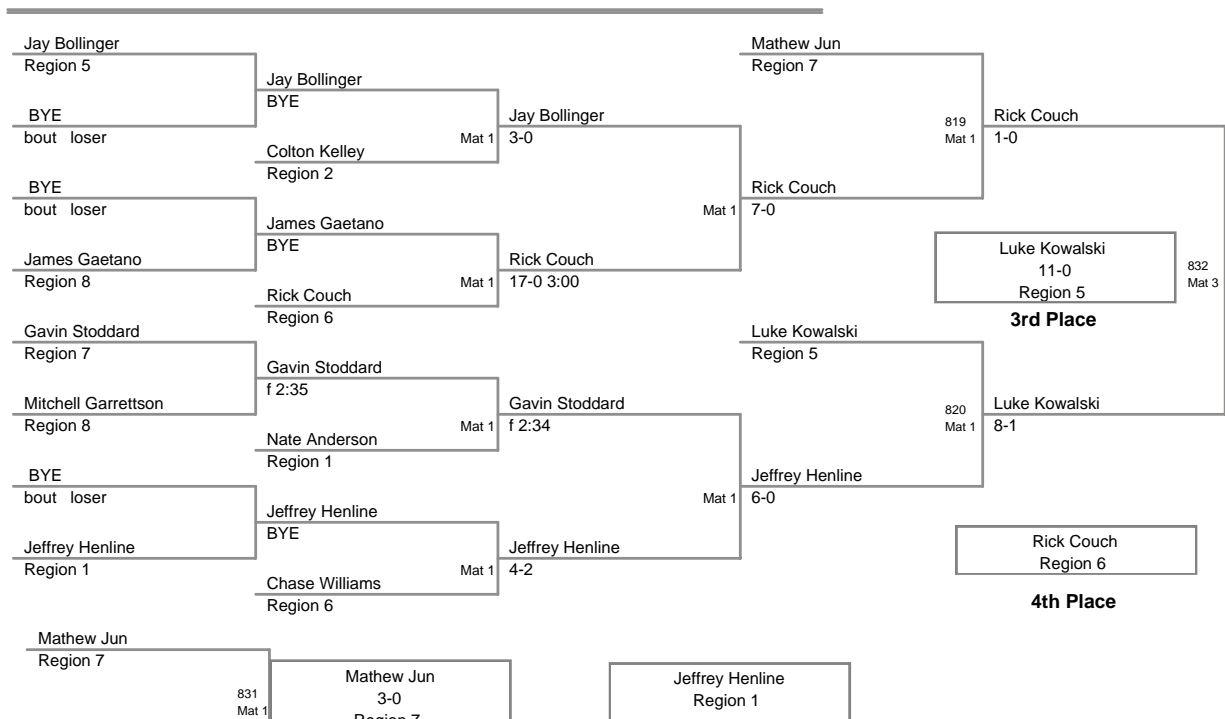 Jay Bollinger
Region 5
BYE
bout loser
BYE
bout loser
James Gaetano
Region 8
Gavin Stoddard
Region 7
Mitchell Garrettson
Region 8
BYE
bout loser
Jeffrey Henline
Region 1
Jay Bollinger
BYE
Colton Kelley
Region 2
James Gaetano
BYE
Rick Couch
Region 6
Gavin Stoddard
f 2:35
Nate Anderson
Region 1
Jeffrey Henline
BYE
Chase Williams
Region 6
Mat 1
Jay Bollinger
3-0
Mat 1
Rick Couch
17-0 3:00
Mat 1
Gavin Stoddard
f 2:34
Mat 1
Jeffrey Henline
4-2
Mathew Jun
Region 7
Mat 1
Rick Couch
7-0
Luke Kowalski
Region 5
Mat 1
Jeffrey Henline
6-0
819
Mat 1
Rick Couch
1-0
820
Mat 1
Luke Kowalski
8-1
Luke Kowalski
11-0
Region 5
832
Mat 3
3rd Place
Rick Couch
Region 6
4th Place
Mathew Jun
Region 7
831
Mat 1
Mathew Jun
3-0
Region 7
Jeffrey Henline
Region 1